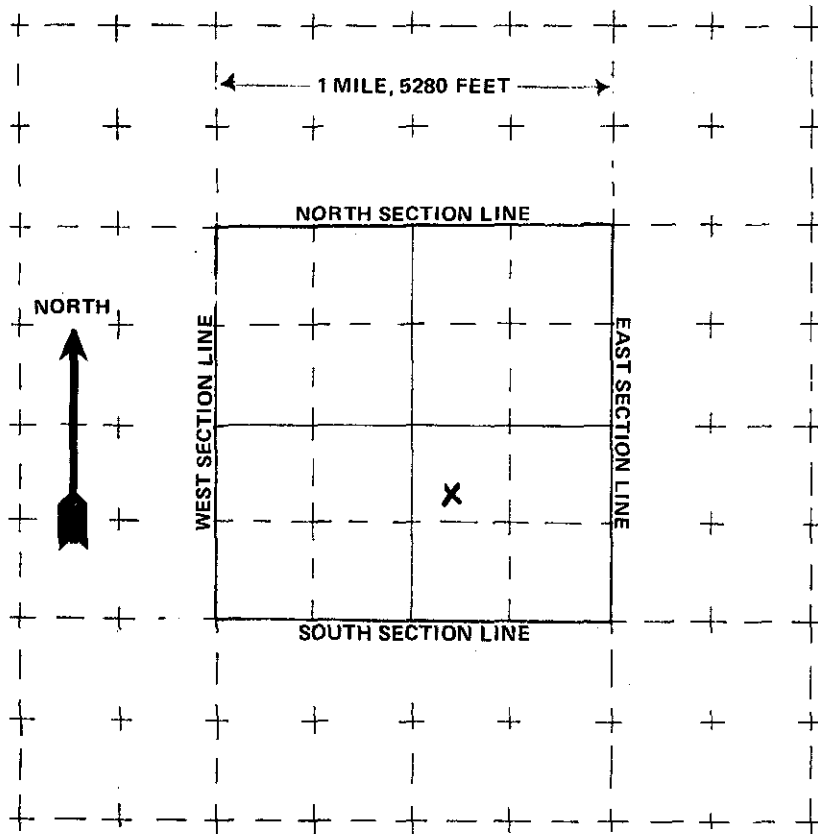 1 MILE, 5280 FEET
NORTH SECTION LINE
NORTH
WEST SECTION LINE
EAST SECTION LINE
X
SOUTH SECTION LINE